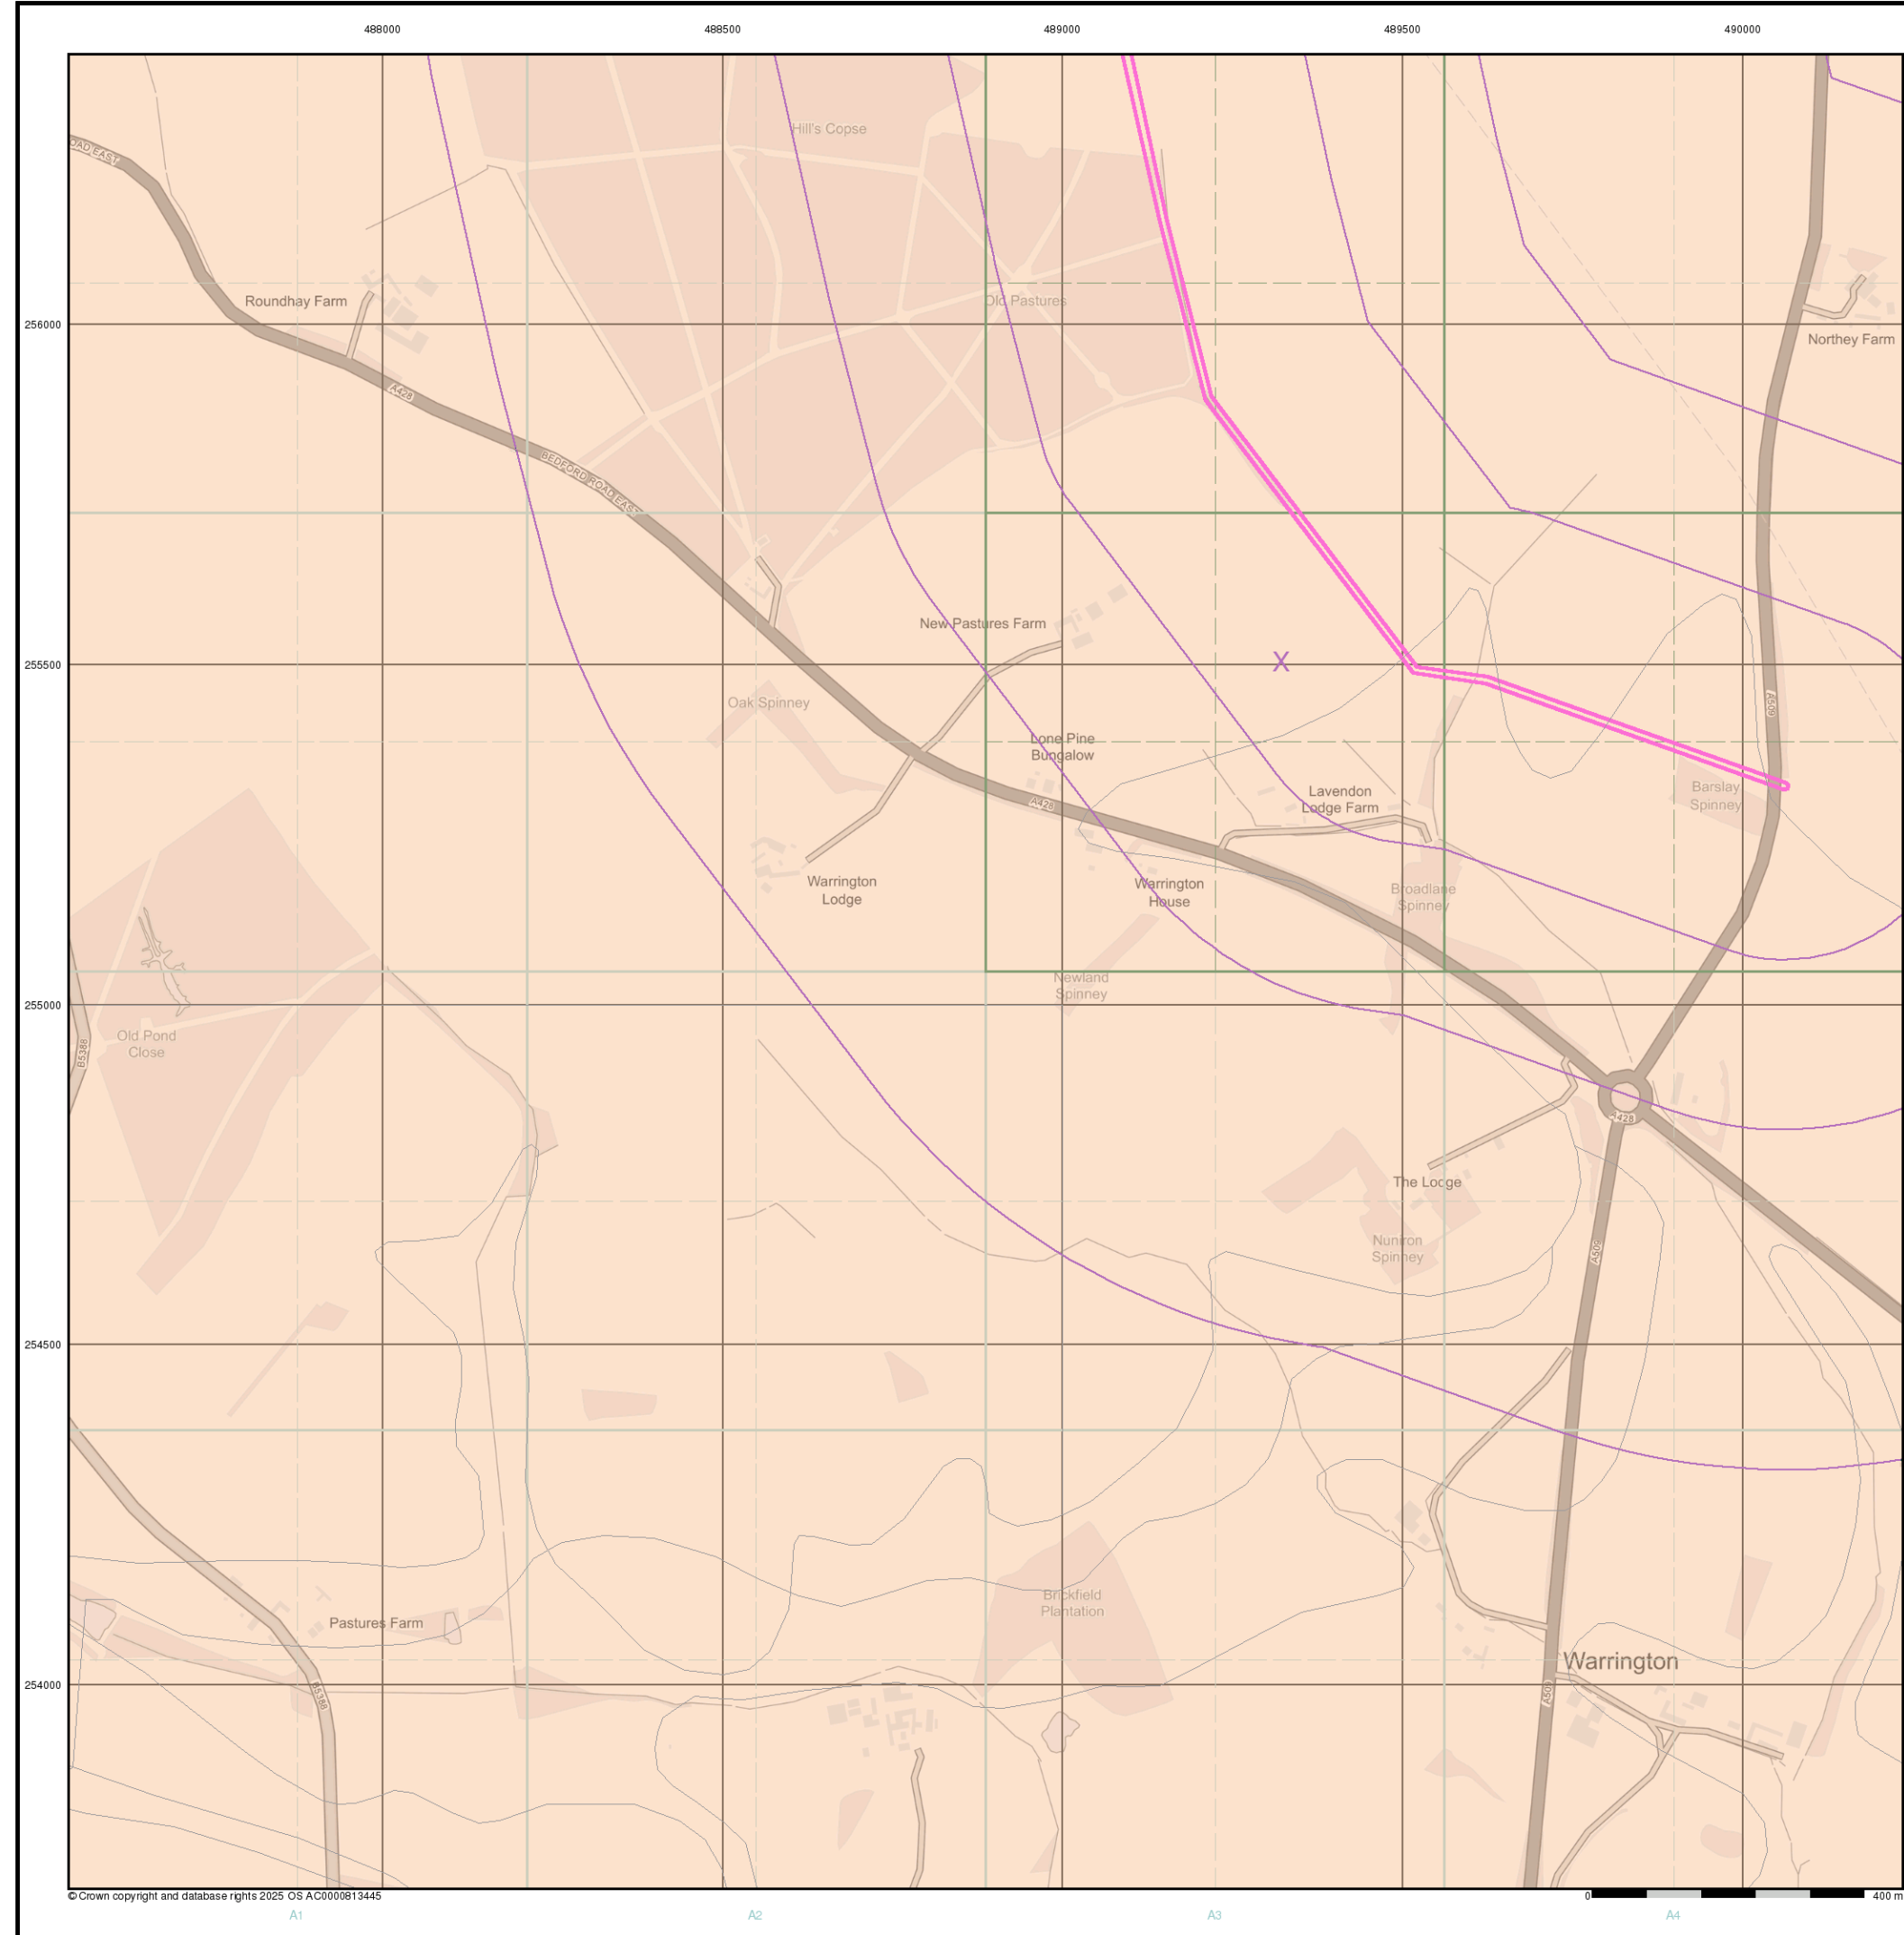 488000 488500 489000 489500 490000
Hill's Copse
OAD EAST
Roundhay Farm
Old Pastures
256000
Northey Farm
A428
BEDFORD ROAD EAST
New Pastures Farm
255500
X
Oak Spinney
A509
Lone Pine
Bungalow
Lavendon
Lodge Farm
Barslay
Spinney
A428
Warrington
Lodge
Warrington
House
Broadlane
Spinney
Newland
Spinney
255000
Old Pond
Close
B5388
A428
The Lodge
Nuniron
Spinney
A509
254500
Brickfield
Plantation
Pastures Farm
Warrington
254000
B5388
A509
© Crown copyright and database rights 2025 OS AC0000813445
0 400 m
A1 A2 A3 A4